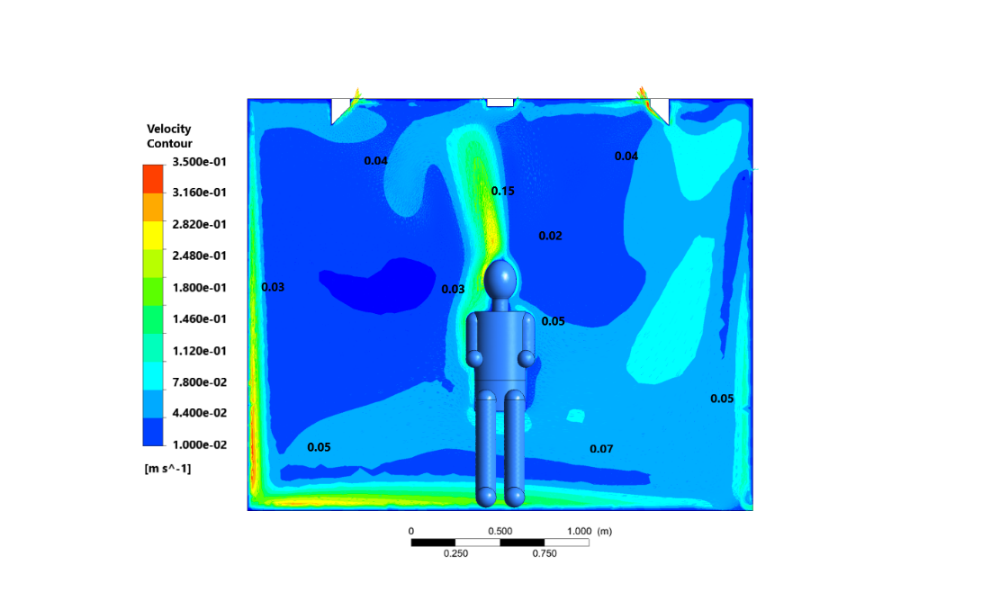 Velocity
Contour
3.500e-01
3.160e-01
2.820e-01
2.480e-01
1.800e-01
1.460e-01
1.120e-01
7.800e-02
4.400e-02
1.000e-02
[m s^-1]
0.04
0.04
0.15
0.02
0.03
0.03
0.05
0.05
0.05
0.07
0 0.500 1.000 (m)
0.250 0.750